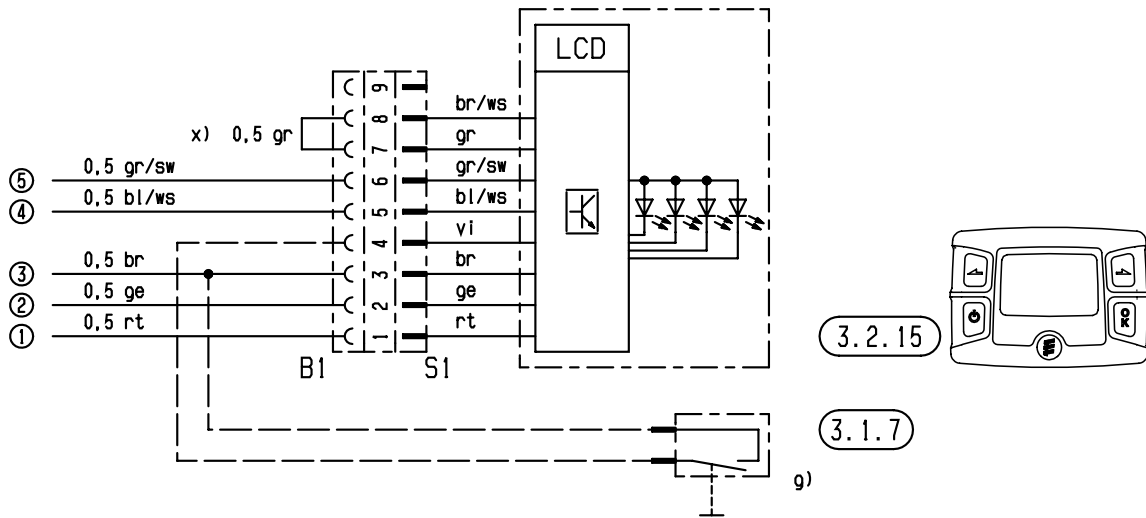 LCD
9
8
br/ws
x) 0,5 gr
7
gr
⑤ 0,5 gr/sw
6
gr/sw
④ 0,5 bl/ws
5
bl/ws
4
vi
③ 0,5 br
3
br
② 0,5 ge
2
ge
① 0,5 rt
1
rt
B1
S1
3.2.15
OK
3.1.7
g)